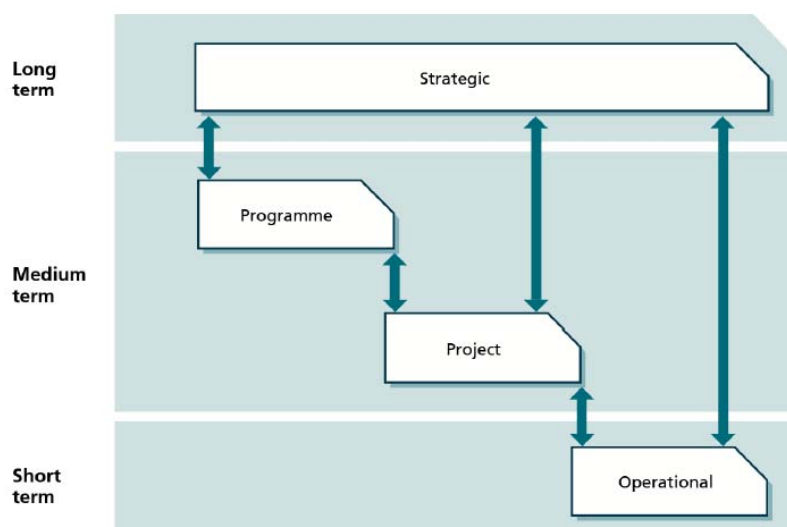 Long
term
Strategic
Programme
Medium
term
Project
Short
term
Operational